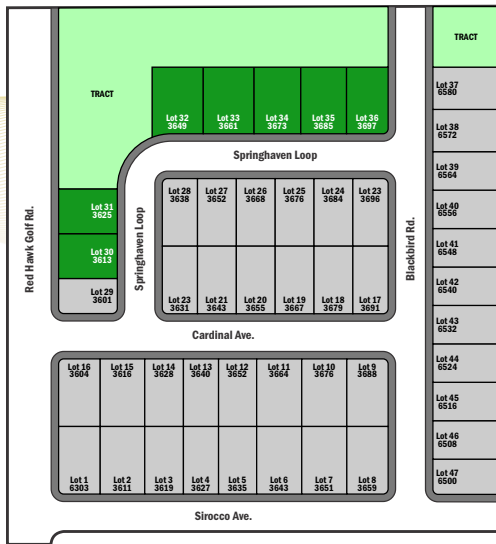 TRACT
TRACT
Lot 37
6580
Lot 32
3649
Lot 33
3661
Lot 34
3673
Lot 35
3685
Lot 36
3697
Lot 38
6572
Springhaven Loop
Lot 39
6564
Lot 31
3625
Lot 28
3638
Lot 27
3652
Lot 26
3668
Lot 25
3676
Lot 24
3684
Lot 23
3696
Lot 40
6556
Red Hawk Golf Rd.
Springhaven Loop
Blackbird Rd.
Lot 30
3613
Lot 41
6548
Lot 29
3601
Lot 42
6540
Lot 23
3631
Lot 21
3643
Lot 20
3655
Lot 19
3667
Lot 18
3679
Lot 17
3691
Lot 43
6532
Cardinal Ave.
Lot 44
6524
Lot 16
3604
Lot 15
3616
Lot 14
3628
Lot 13
3640
Lot 12
3652
Lot 11
3664
Lot 10
3676
Lot 9
3688
Lot 45
6516
Lot 46
6508
Lot 47
6500
Lot 1
6303
Lot 2
3611
Lot 3
3619
Lot 4
3627
Lot 5
3635
Lot 6
3643
Lot 7
3651
Lot 8
3659
Sirocco Ave.